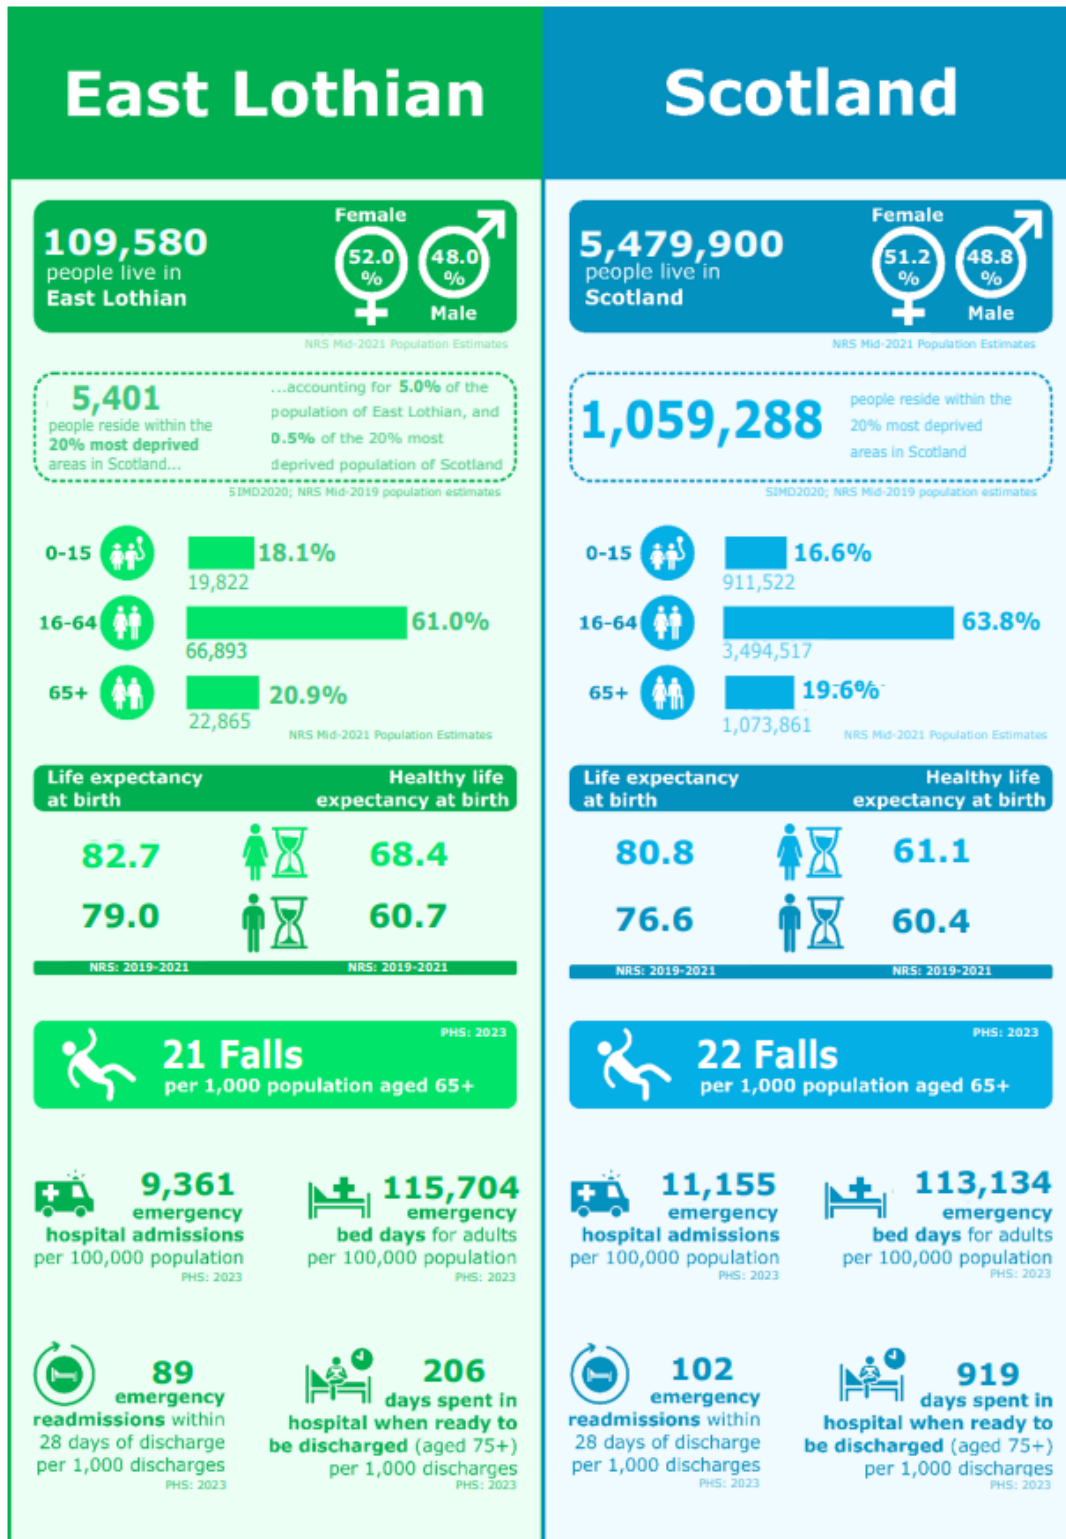 East Lothian
109,580
people live in
East Lothian
Female
52.0
%
48.0
%
Male
NRS Mid-2021 Population Estimates
5,401
people reside within the
20% most deprived
areas in Scotland...
...accounting for 5.0% of the
population of East Lothian, and
0.5% of the 20% most
deprived population of Scotland
SIMD2020; NRS Mid-2019 population estimates
0-15
18.1%
19,822
16-64
61.0%
66,893
65+
20.9%
22,865
NRS Mid-2021 Population Estimates
Life expectancy
at birth
Healthy life
expectancy at birth
82.7
68.4
79.0
60.7
NRS: 2019-2021
NRS: 2019-2021
PHS: 2023
21 Falls
per 1,000 population aged 65+
9,361
emergency
hospital admissions
per 100,000 population
PHS: 2023
115,704
emergency
bed days for adults
per 100,000 population
PHS: 2023
89
emergency
readmissions within
28 days of discharge
per 1,000 discharges
PHS: 2023
206
days spent in
hospital when ready to
be discharged (aged 75+)
per 1,000 discharges
PHS: 2023
Scotland
5,479,900
people live in
Scotland
Female
51.2
%
48.8
%
Male
NRS Mid-2021 Population Estimates
1,059,288
people reside within the
20% most deprived
areas in Scotland
SIMD2020; NRS Mid-2019 population estimates
0-15
16.6%
911,522
16-64
63.8%
3,494,517
65+
19.6%
1,073,861
NRS Mid-2021 Population Estimates
Life expectancy
at birth
Healthy life
expectancy at birth
80.8
61.1
76.6
60.4
NRS: 2019-2021
NRS: 2019-2021
PHS: 2023
22 Falls
per 1,000 population aged 65+
11,155
emergency
hospital admissions
per 100,000 population
PHS: 2023
113,134
emergency
bed days for adults
per 100,000 population
PHS: 2023
102
emergency
readmissions within
28 days of discharge
per 1,000 discharges
PHS: 2023
919
days spent in
hospital when ready to
be discharged (aged 75+)
per 1,000 discharges
PHS: 2023